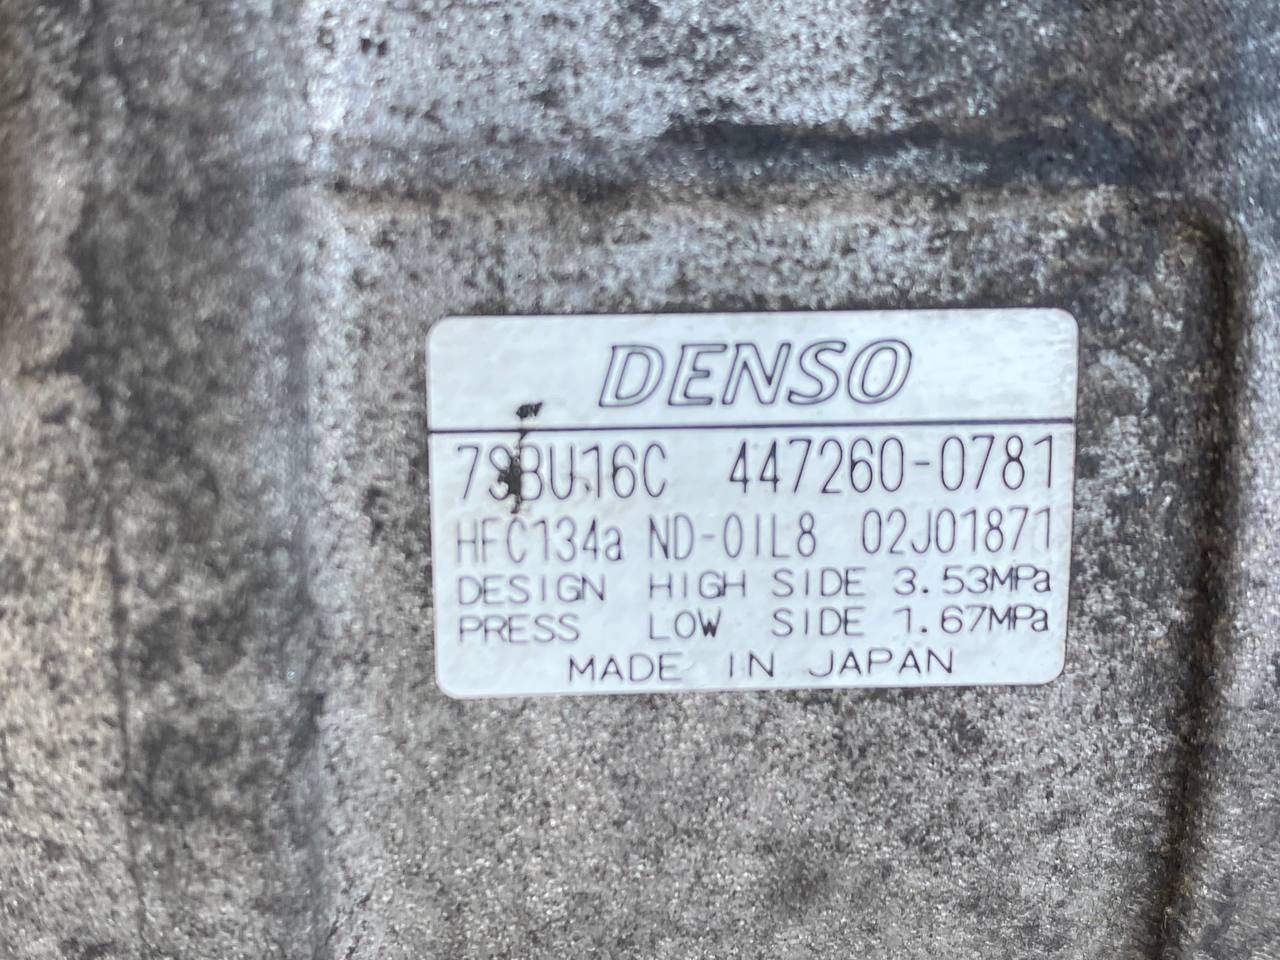 DENSO
7SBU16C 447260-0781
HFC134a ND-OIL8 02J01871
DESIGN HIGH SIDE 3.53MPa
PRESS LOW SIDE 1.67MPa
MADE IN JAPAN